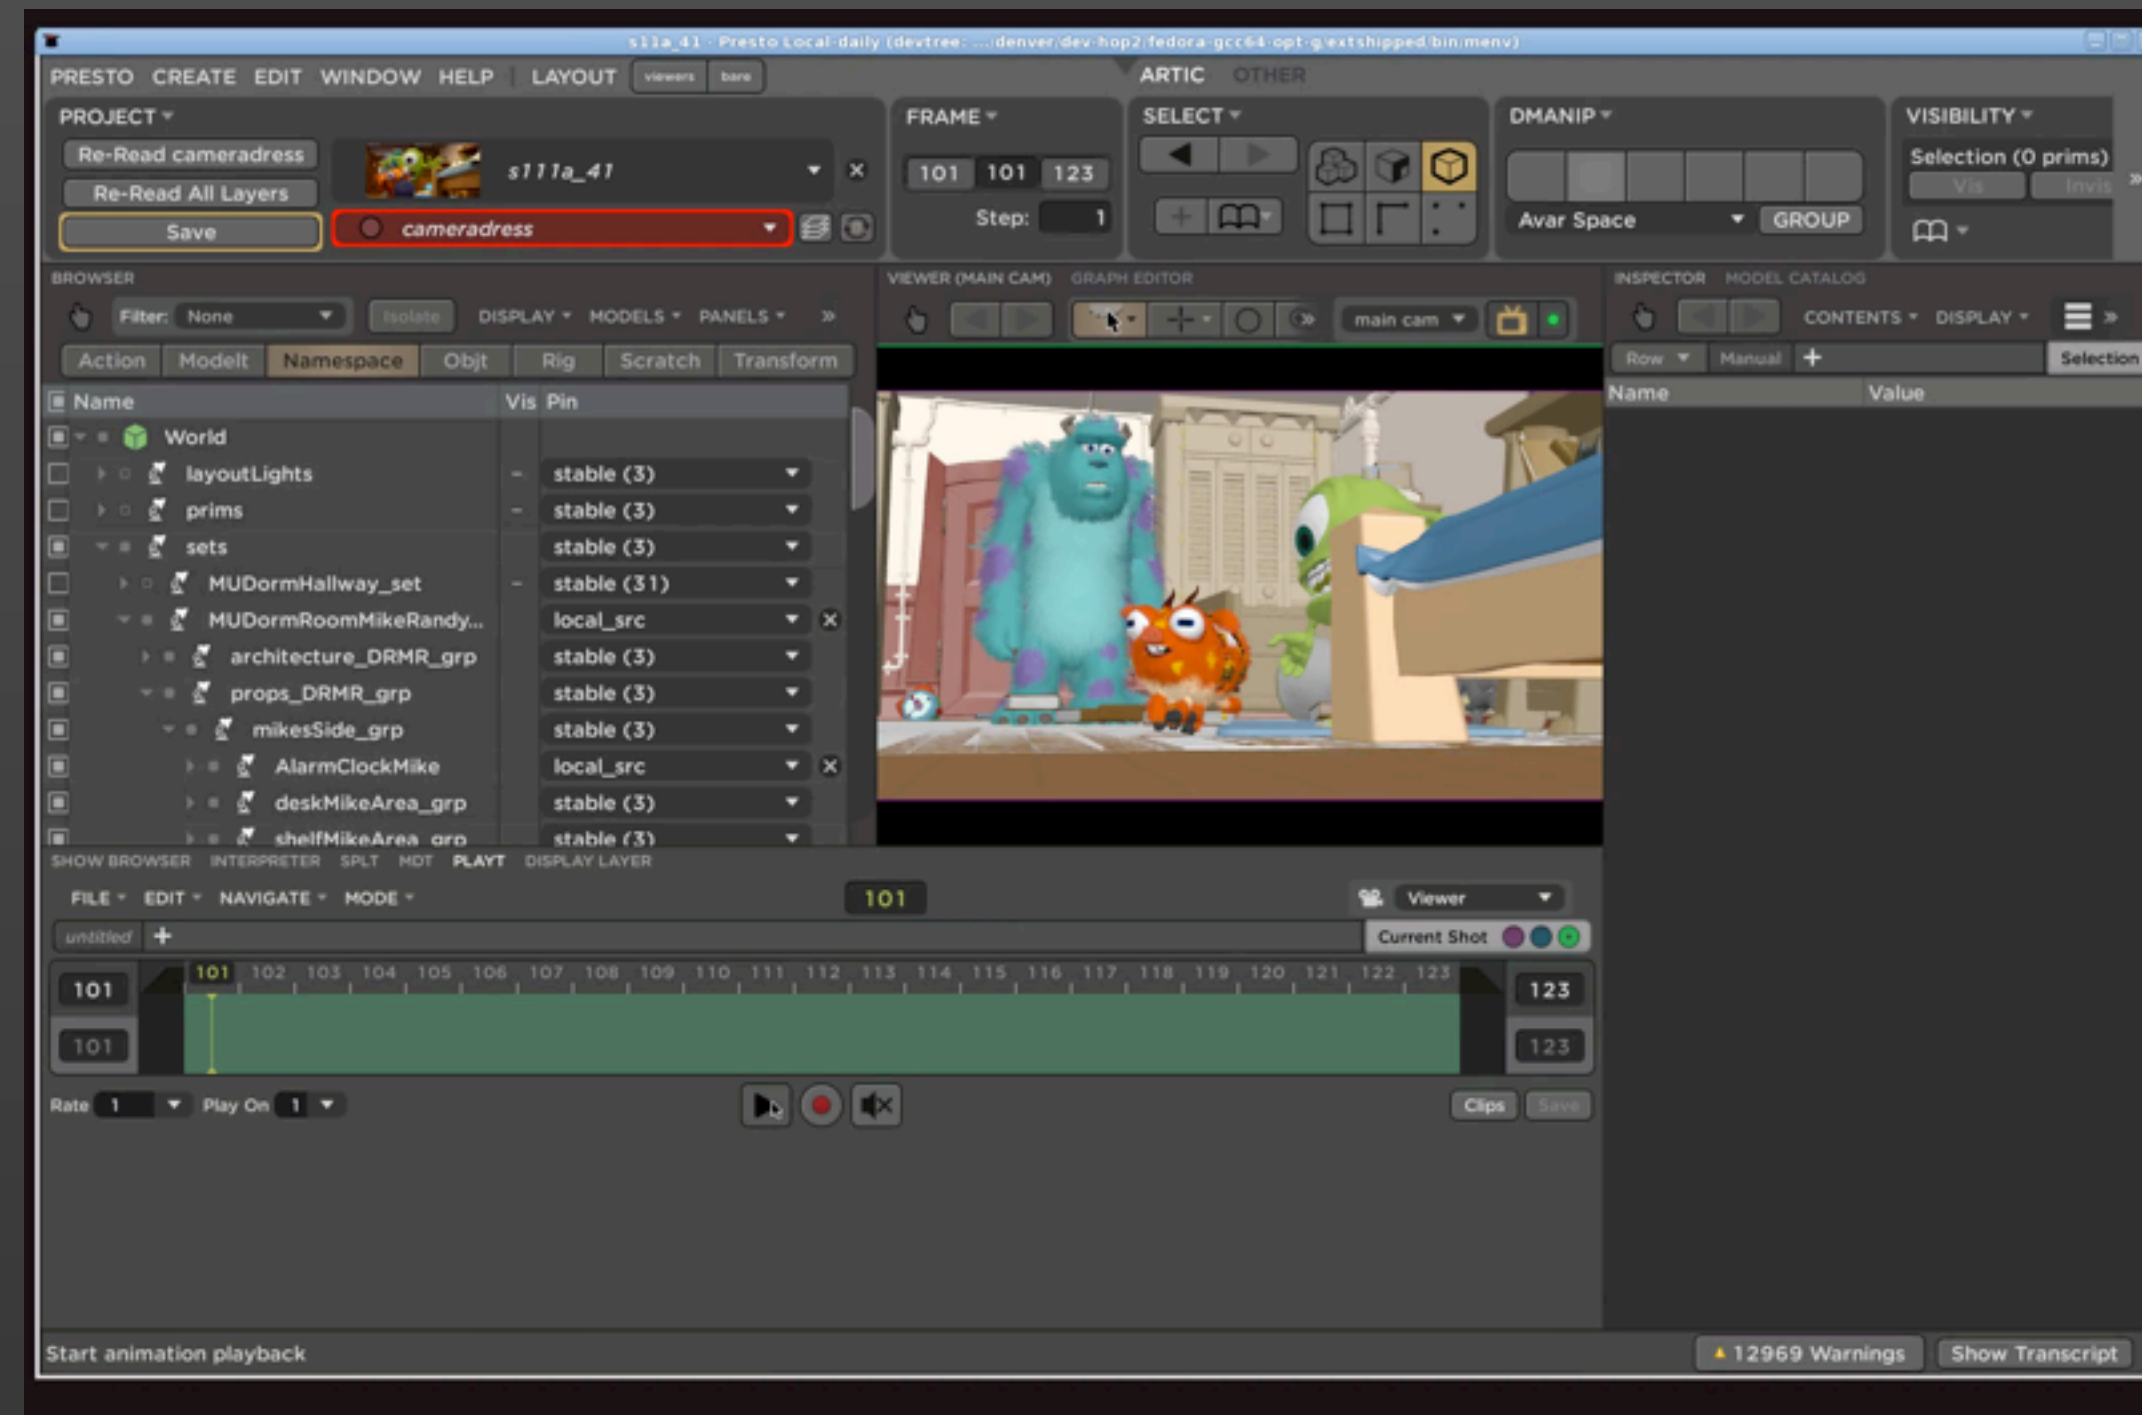 s11a_41 - Presto Local-daily (devtree: ...:denver/dev-hop2/fedora-gcc64-opt-g/extshipped/bin/menv)
PRESTO CREATE EDIT WINDOW HELP LAYOUT viewers bare ARTIC OTHER
PROJECT FRAME SELECT DMANIP VISIBILITY
Re-Read cameradress s111a_41 101 101 123 Selection (0 prims)
Re-Read All Layers Vis Invis
Save cameradress Step: 1 Avar Space GROUP
BROWSER VIEWER (MAIN CAM) GRAPH EDITOR INSPECTOR MODEL CATALOG
Filter: None Isolate DISPLAY MODELS PANELS » main cam CONTENTS DISPLAY »
Action Modelt Namespace Objt Rig Scratch Transform Row Manual + Selection
Name Vis Pin Name Value
World
layoutLights - stable (3)
prims - stable (3)
sets stable (3)
MUDormHallway_set - stable (31)
MUDormRoomMikeRandy... local_src
architecture_DRMR_grp stable (3)
props_DRMR_grp stable (3)
mikesSide_grp stable (3)
AlarmClockMike local_src
deskMikeArea_grp stable (3)
shelfMikeArea_grp stable (3)
SHOW BROWSER INTERPRETER SPLT MDT PLAYT DISPLAY LAYER
FILE EDIT NAVIGATE MODE 101 Viewer
untitled + Current Shot
101 101 102 103 104 105 106 107 108 109 110 111 112 113 114 115 116 117 118 119 120 121 122 123 123
101 123
Rate 1 Play On 1 Clips Save
Start animation playback 12969 Warnings Show Transcript